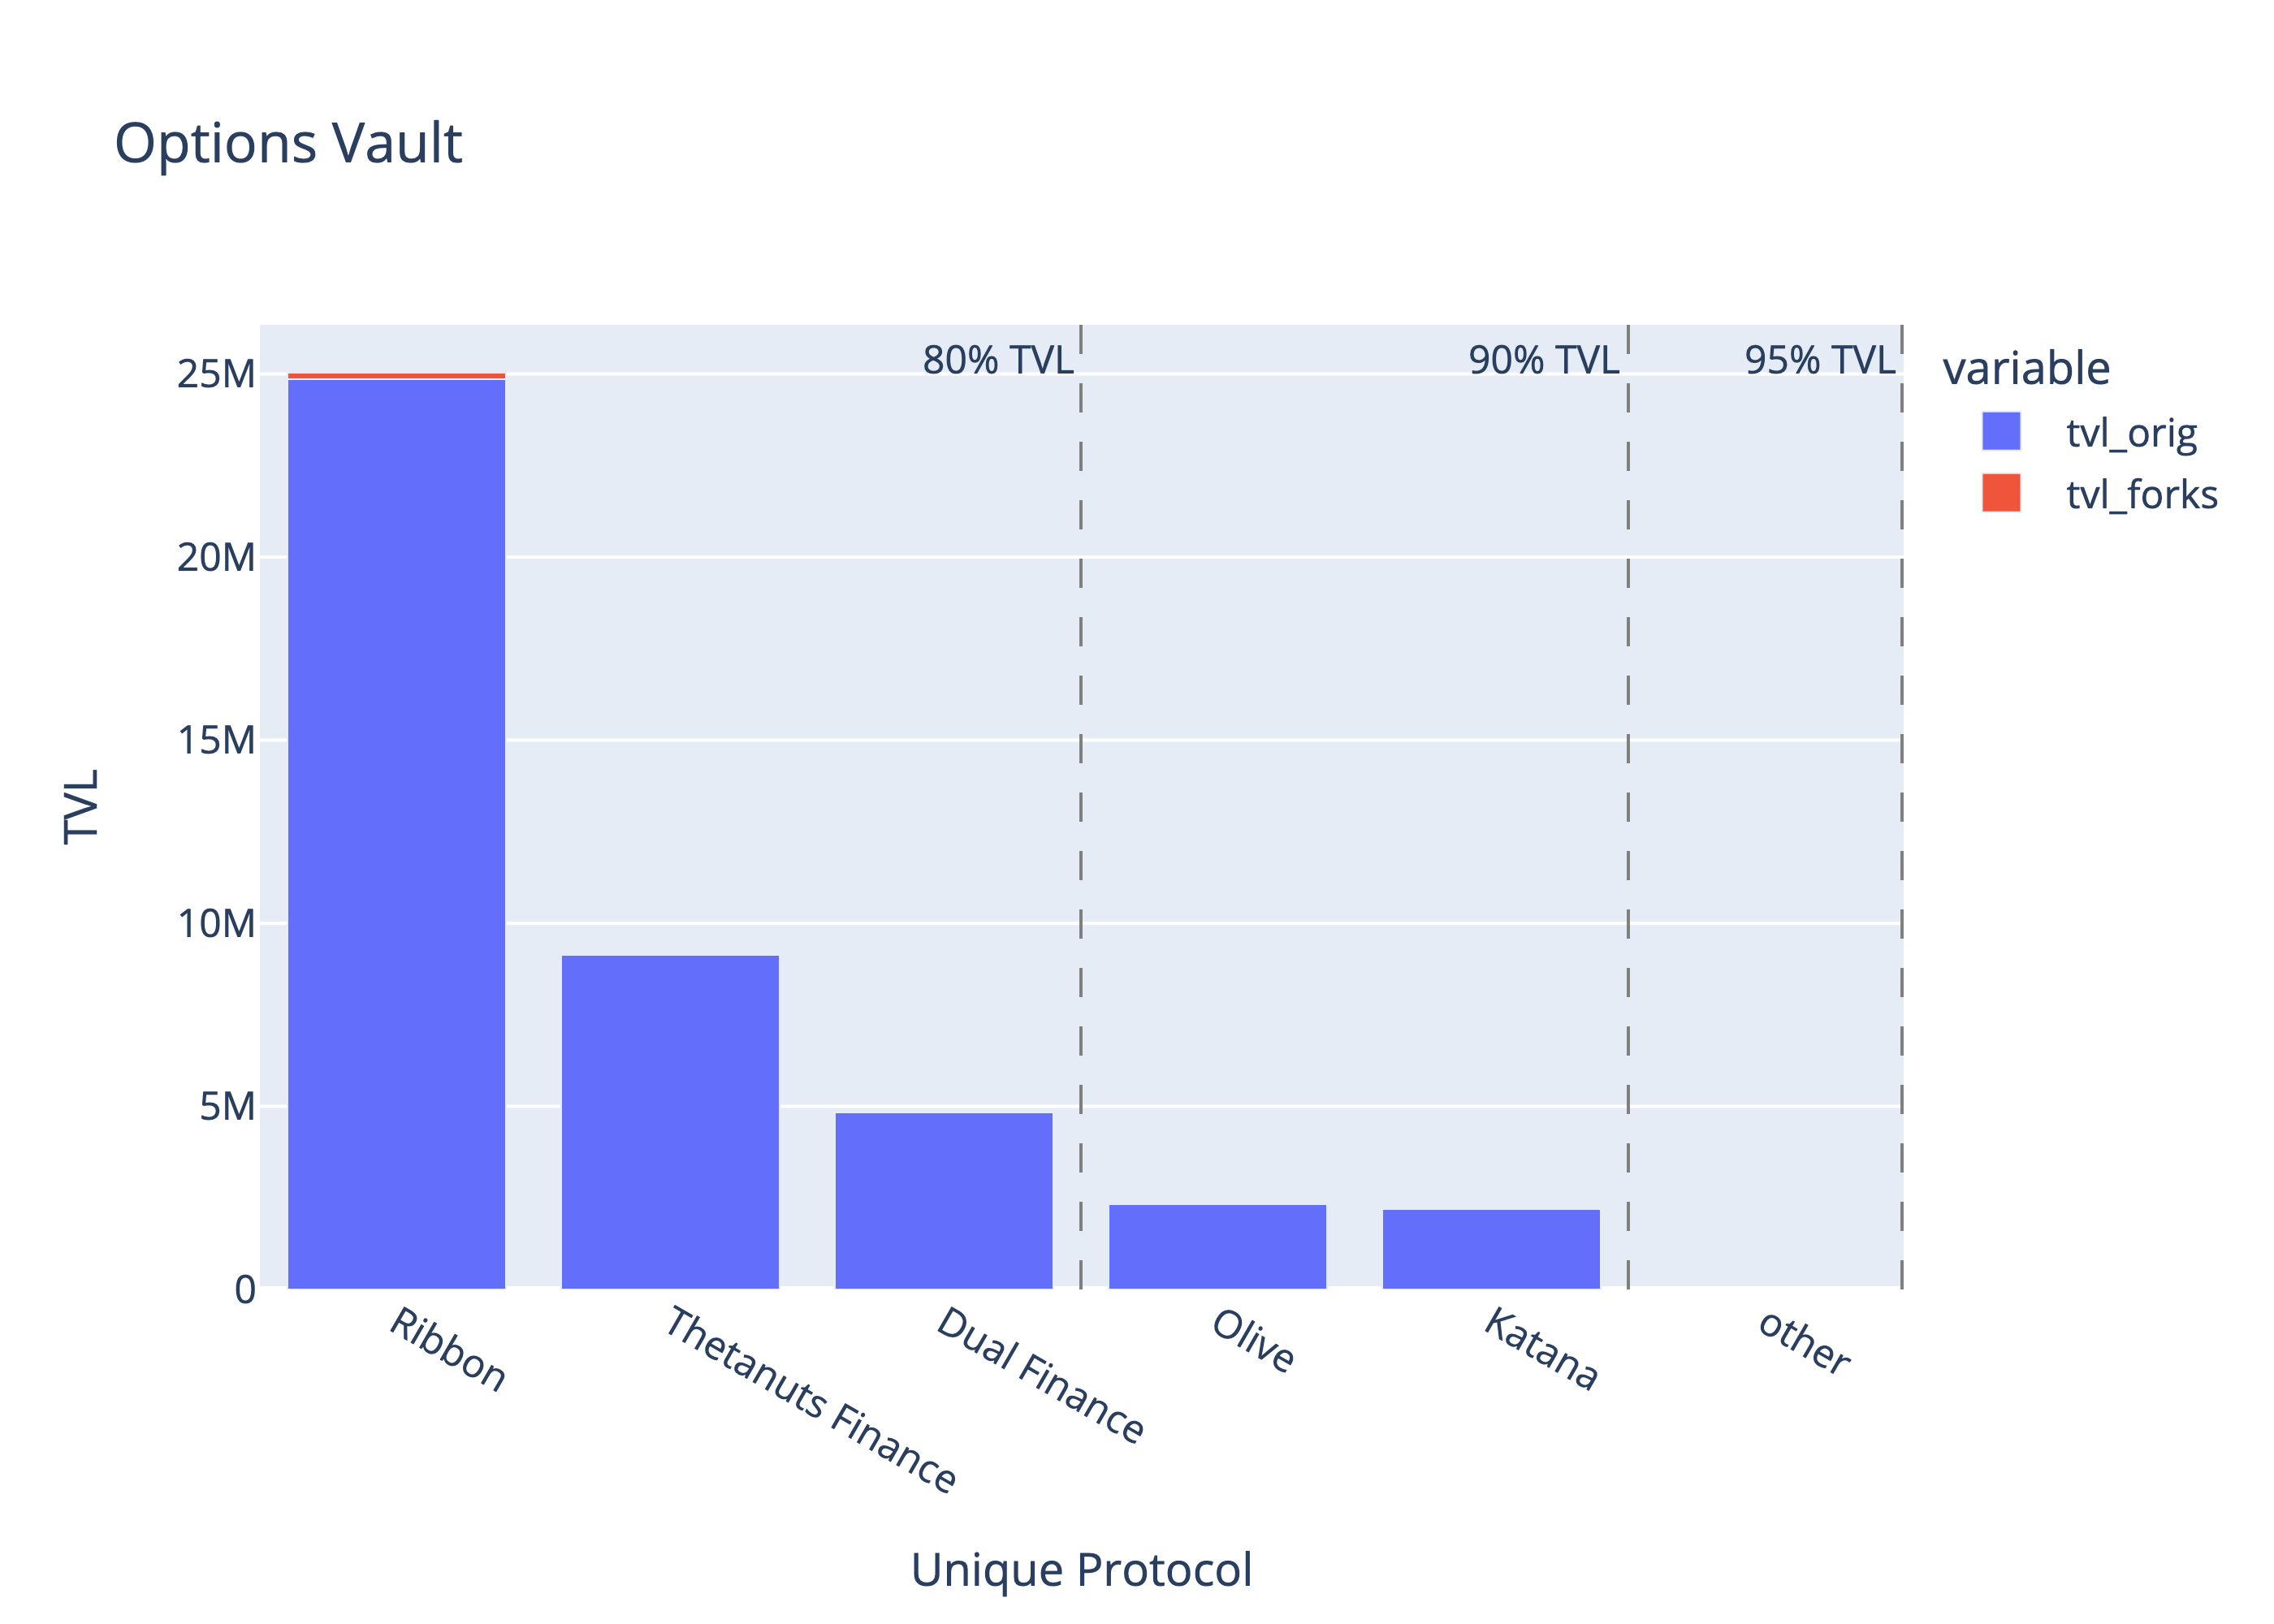 Options Vault
80% TVL
90% TVL
95% TVL
variable
tvl_orig
tvl_forks
25M
20M
15M
10M
5M
0
TVL
Ribbon
Thetanuts Finance
Dual Finance
Olive
Katana
other
Unique Protocol